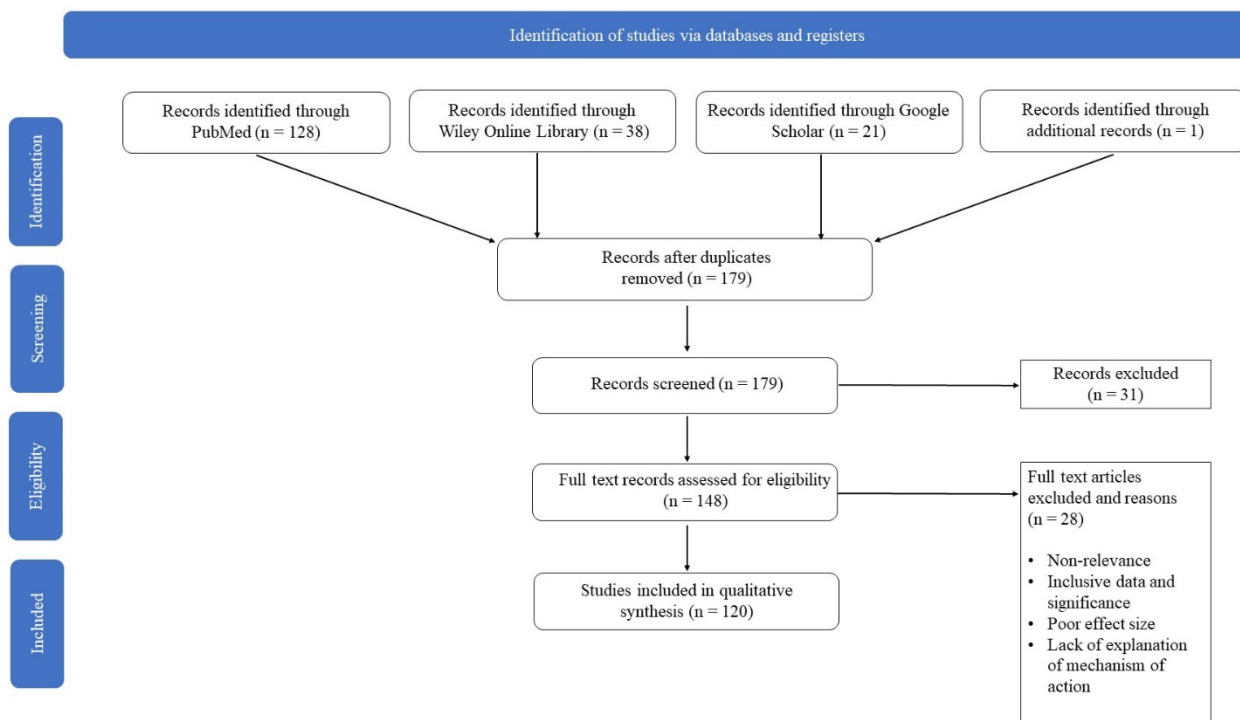 Identification of studies via databases and registers
Identification
Records identified through
PubMed (n = 128)
Records identified through
Wiley Online Library (n = 38)
Records identified through Google
Scholar (n = 21)
Records identified through
additional records (n = 1)
Records after duplicates
removed (n = 179)
Screening
Records screened (n = 179)
Records excluded
(n = 31)
Eligibility
Full text records assessed for eligibility
(n = 148)
Full text articles
excluded and reasons
(n = 28)
• Non-relevance
• Inclusive data and
significance
• Poor effect size
• Lack of explanation
of mechanism of
action
Included
Studies included in qualitative
synthesis (n = 120)